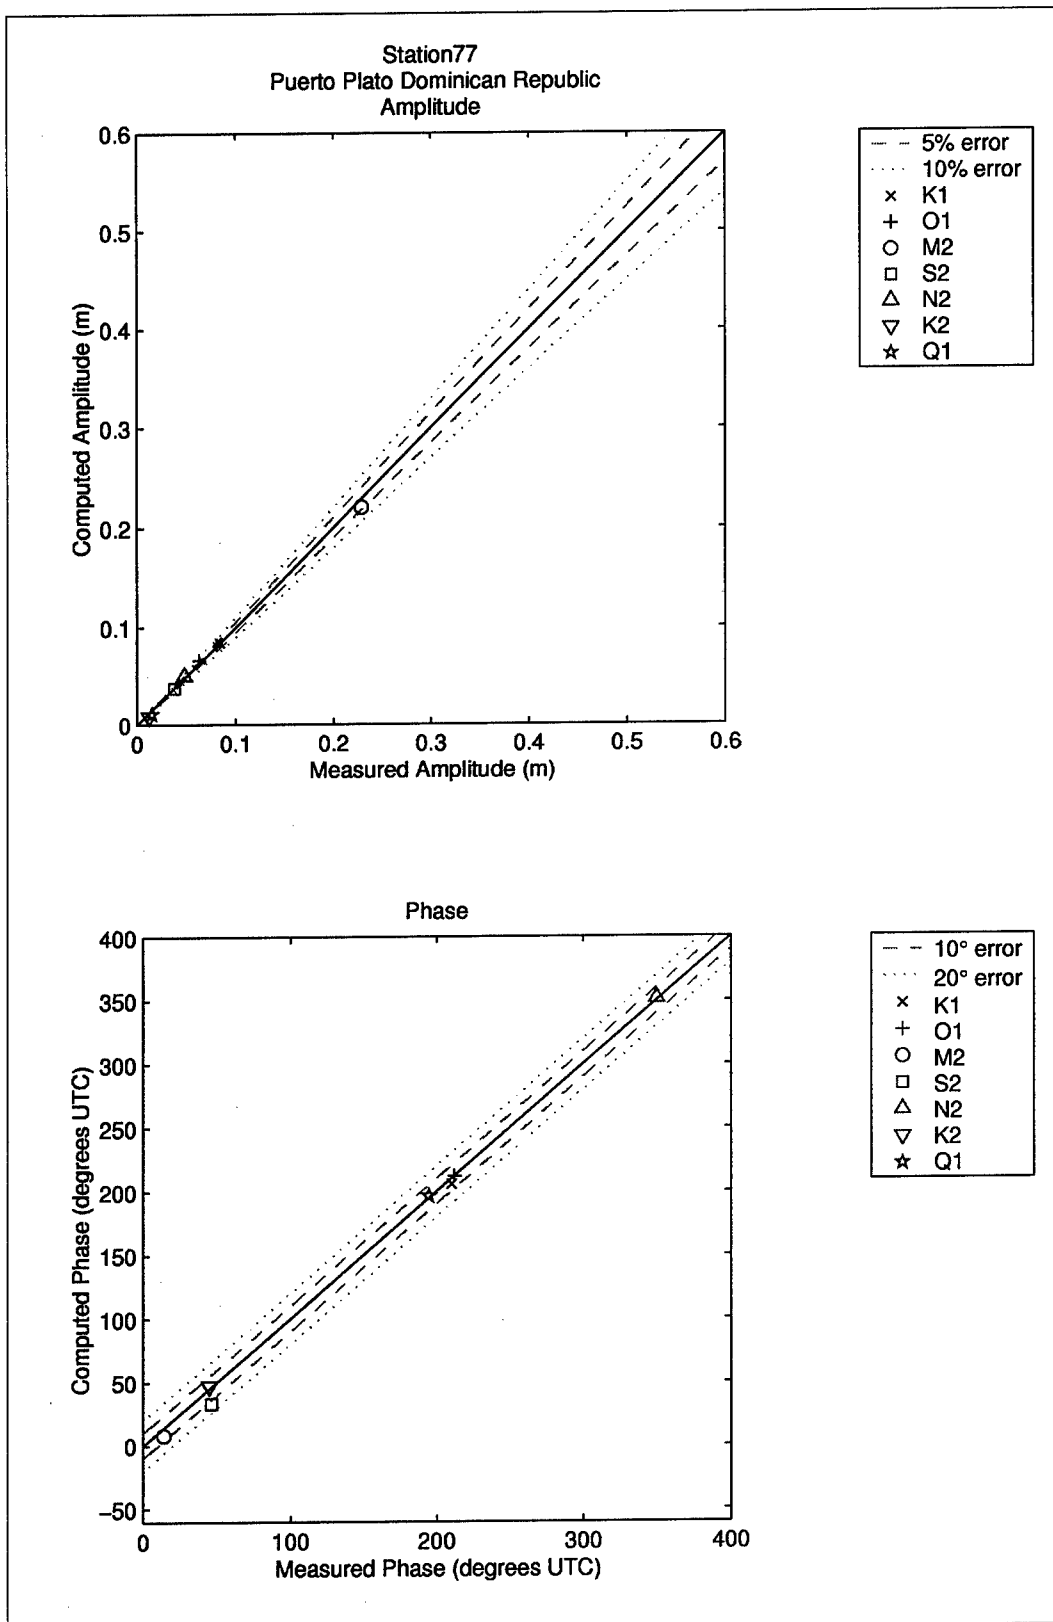 Station77
Puerto Plato Dominican Republic
Amplitude
0.6
0.5
0.4
0.3
0.2
0.1
0
Computed Amplitude (m)
0 0.1 0.2 0.3 0.4 0.5 0.6
Measured Amplitude (m)
5% error
10% error
K1
O1
M2
S2
N2
K2
Q1
Phase
400
350
300
250
200
150
100
50
0
−50
Computed Phase (degrees UTC)
0 100 200 300 400
Measured Phase (degrees UTC)
10° error
20° error
K1
O1
M2
S2
N2
K2
Q1